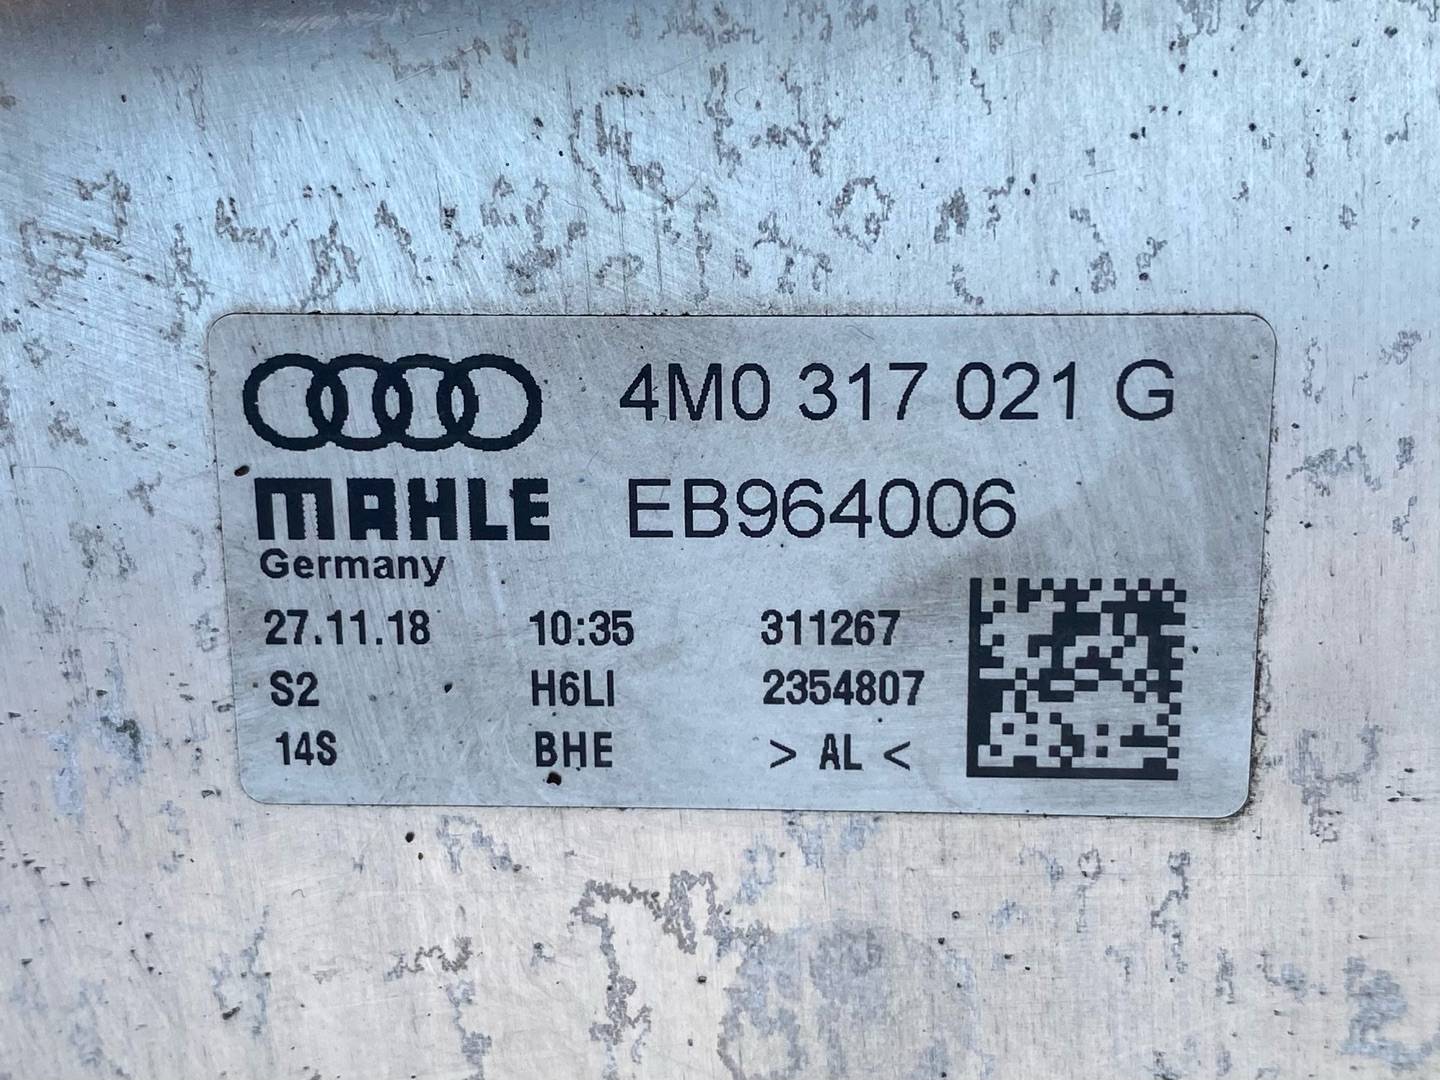 4M0 317 021 G
MAHLE EB964006
Germany
27.11.18 10:35 311267
S2 H6LI 2354807
14S BHE > AL <